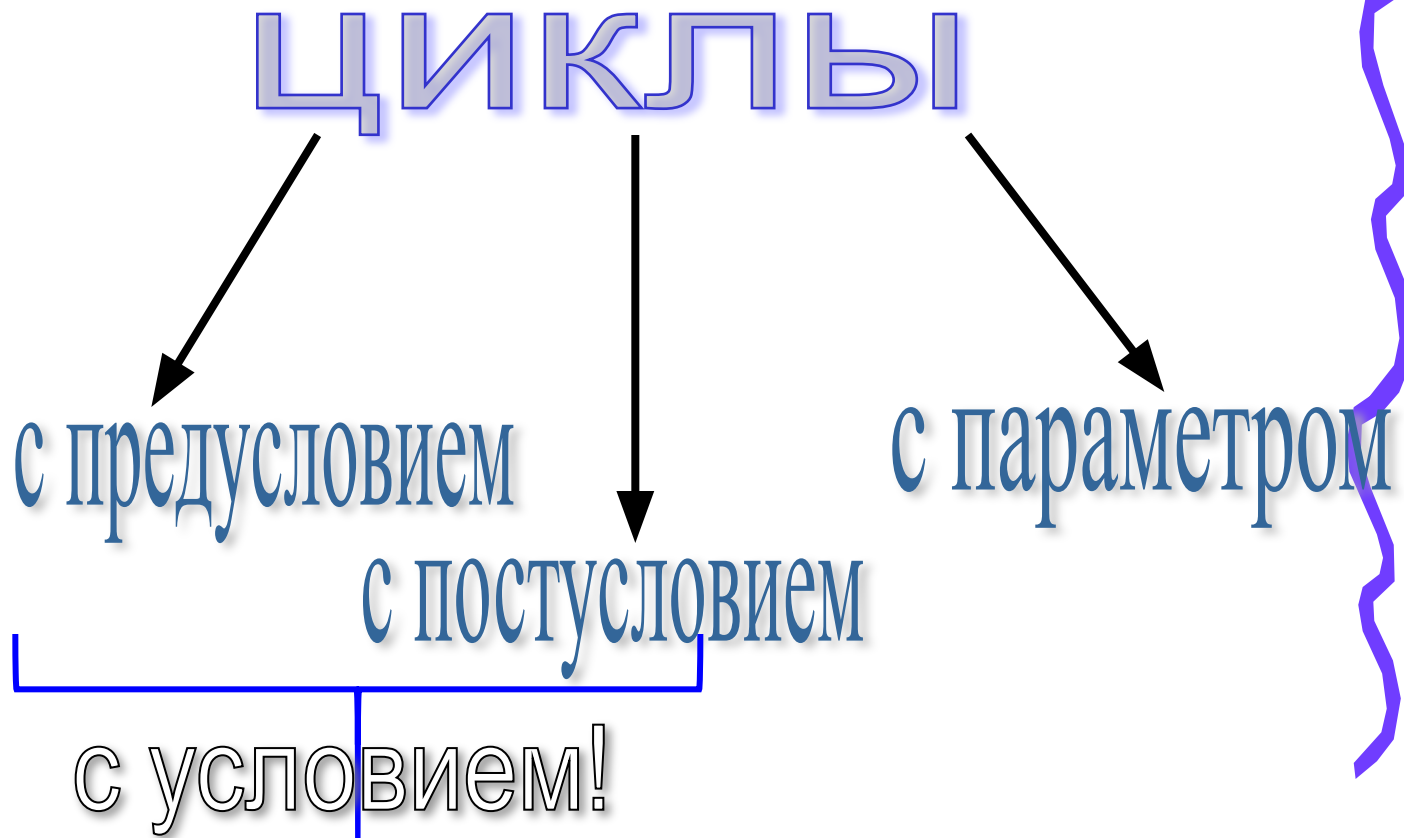 циклы
с предусловием
с параметром
с постусловием
с условием!